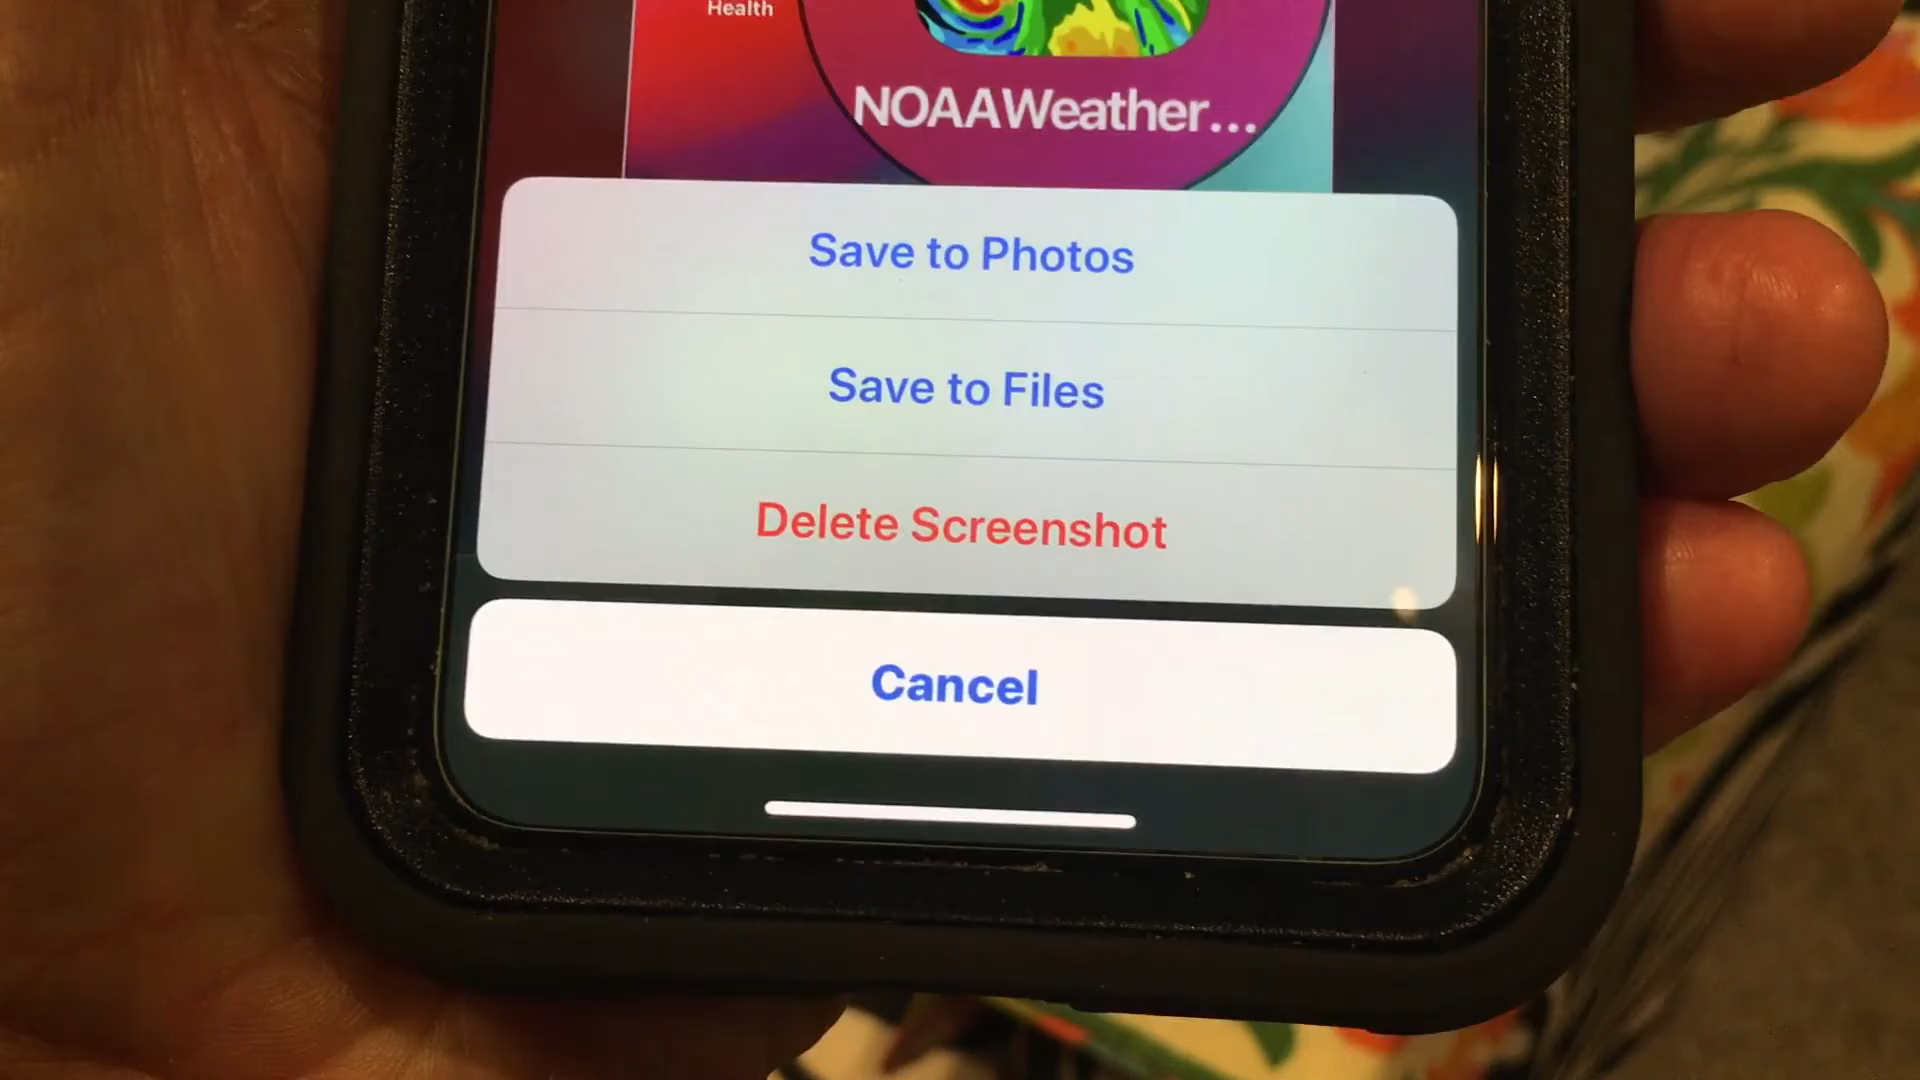 Health
NOAAWeather...
Save to Photos
Save to Files
Delete Screenshot
Cancel